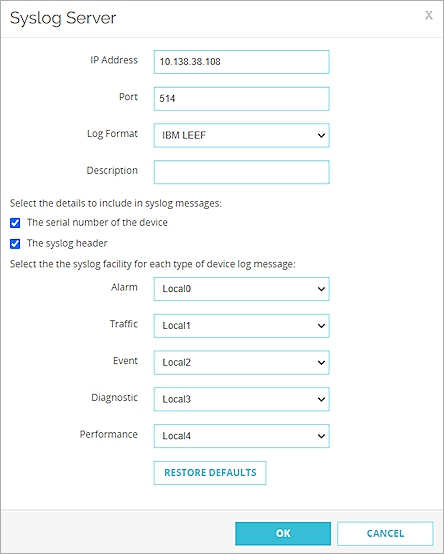 Syslog Server X
IP Address 10.138.38.108
Port 514
Log Format IBM LEEF
Description
Select the details to include in syslog messages:
The serial number of the device
The syslog header
Select the the syslog facility for each type of device log message:
Alarm Local0
Traffic Local1
Event Local2
Diagnostic Local3
Performance Local4
RESTORE DEFAULTS
OK CANCEL